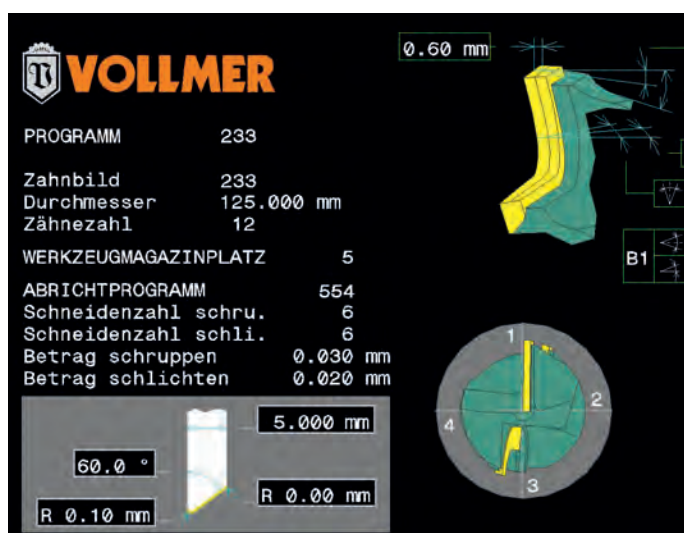 VOLLMER
0.60 mm
PROGRAMM 233
Zahnbild 233
Durchmesser 125.000 mm
Zähnezahl 12
WERKZEUGMAGAZINPLATZ 5
B1
ABRICHTPROGRAMM 554
Schneidenzahl schru. 6
Schneidenzahl schli. 6
Betrag schruppen 0.030 mm
Betrag schlichten 0.020 mm
1
2
4
3
5.000 mm
60.0 °
R 0.00 mm
R 0.10 mm